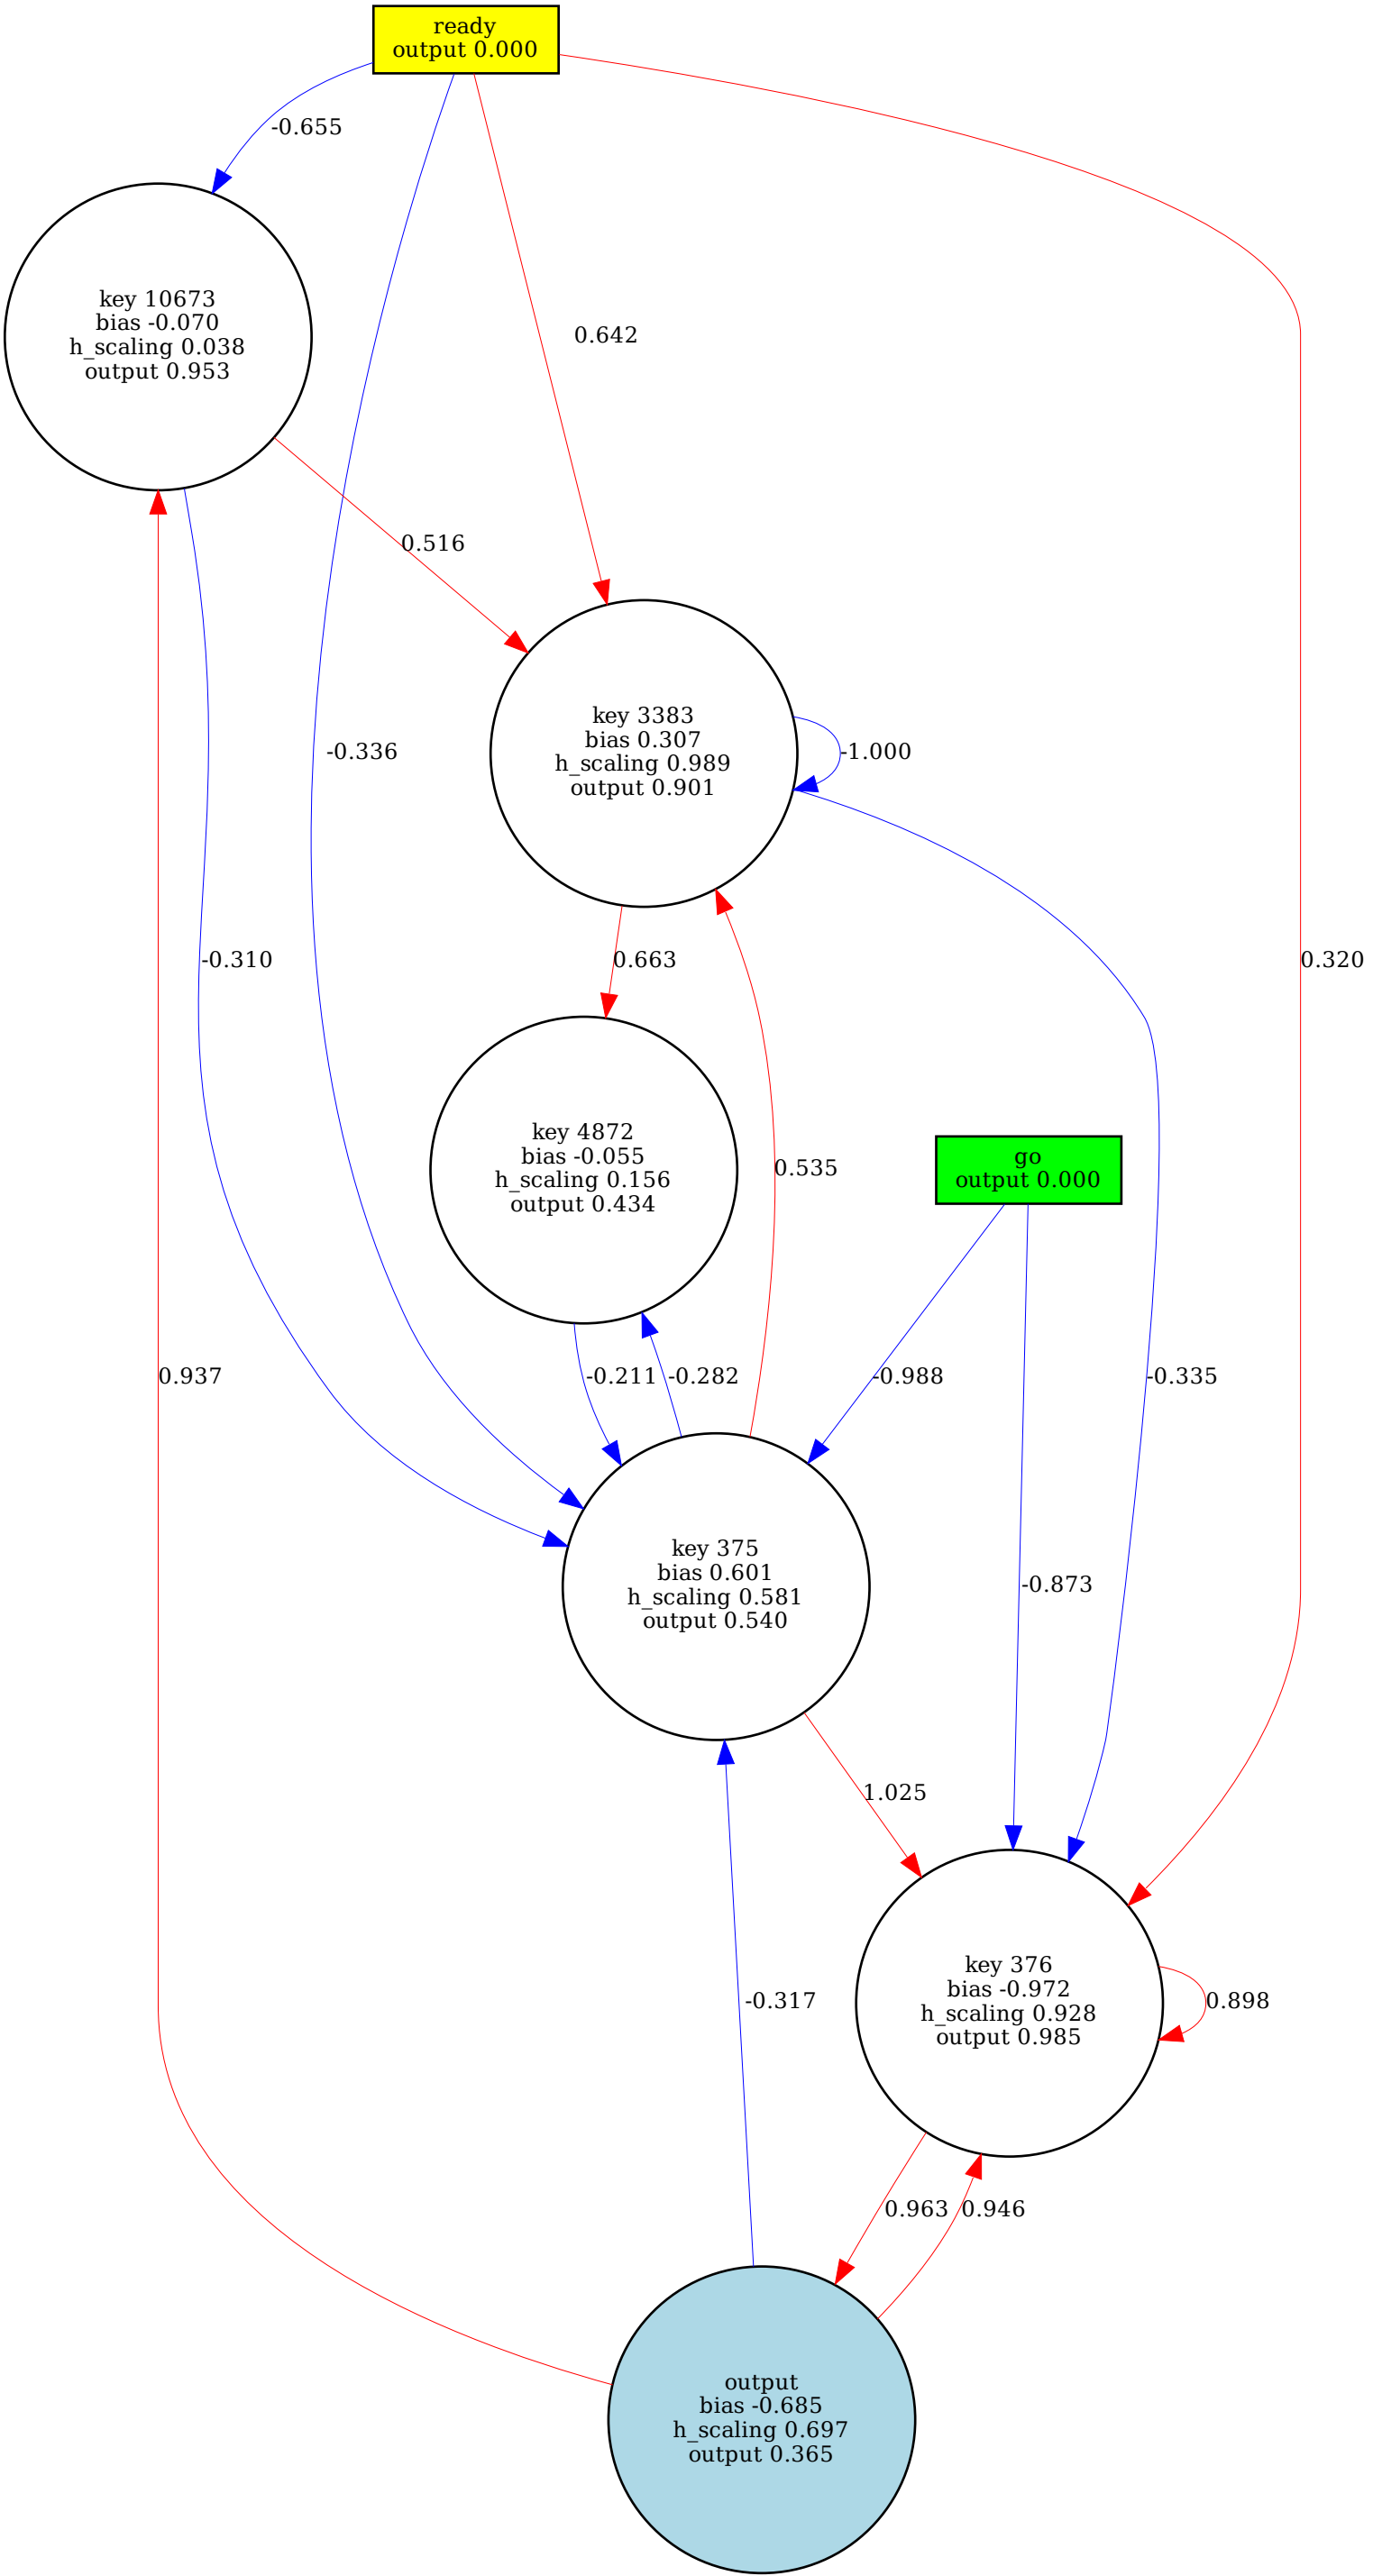 ready
output 0.000
-0.655
key 10673
bias -0.070
h_scaling 0.038
output 0.953
0.642
0.516
key 3383
bias 0.307
h_scaling 0.989
output 0.901
-0.336
-1.000
-0.310
0.663
0.320
key 4872
bias -0.055
h_scaling 0.156
output 0.434
0.535
go
output 0.000
0.937
-0.211
-0.282
-0.988
-0.335
key 375
bias 0.601
h_scaling 0.581
output 0.540
-0.873
1.025
key 376
bias -0.972
h_scaling 0.928
output 0.985
-0.317
0.898
0.963
0.946
output
bias -0.685
h_scaling 0.697
output 0.365